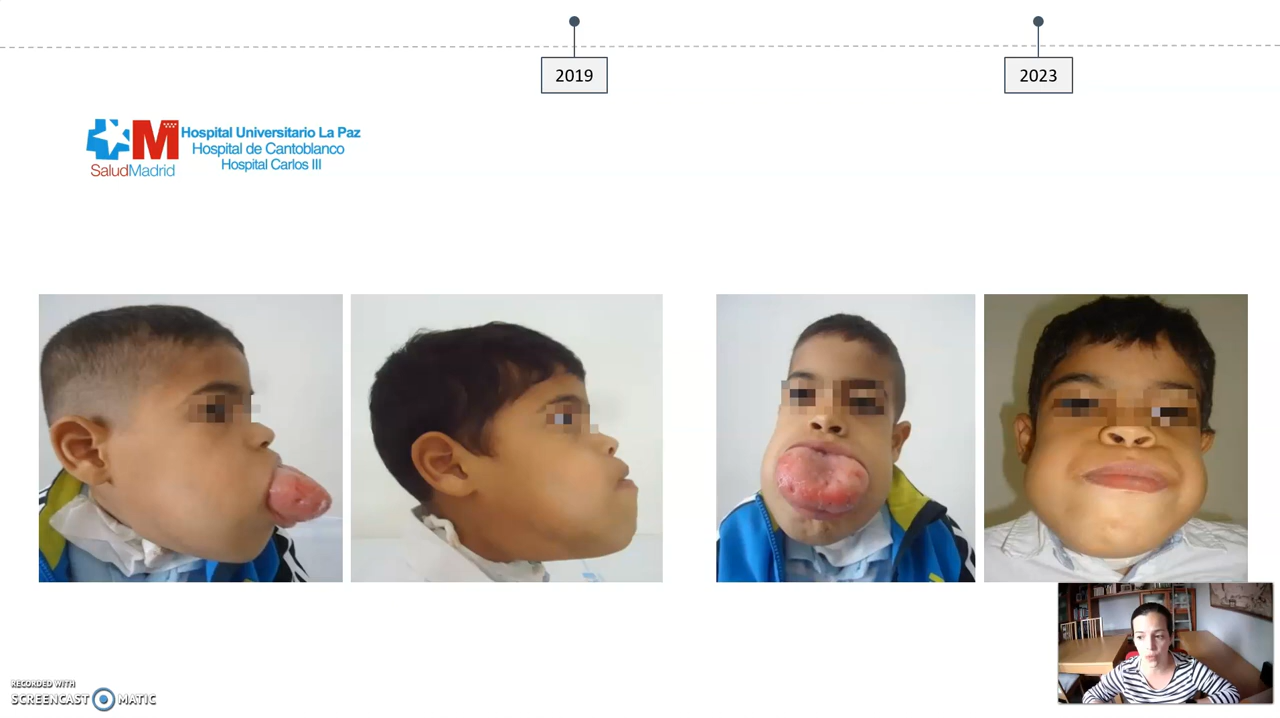 2019
2023
M
Hospital Universitario La Paz
Hospital de Cantoblanco
Hospital Carlos III
SaludMadrid
RECORDED WITH
SCREENCAST MATIC